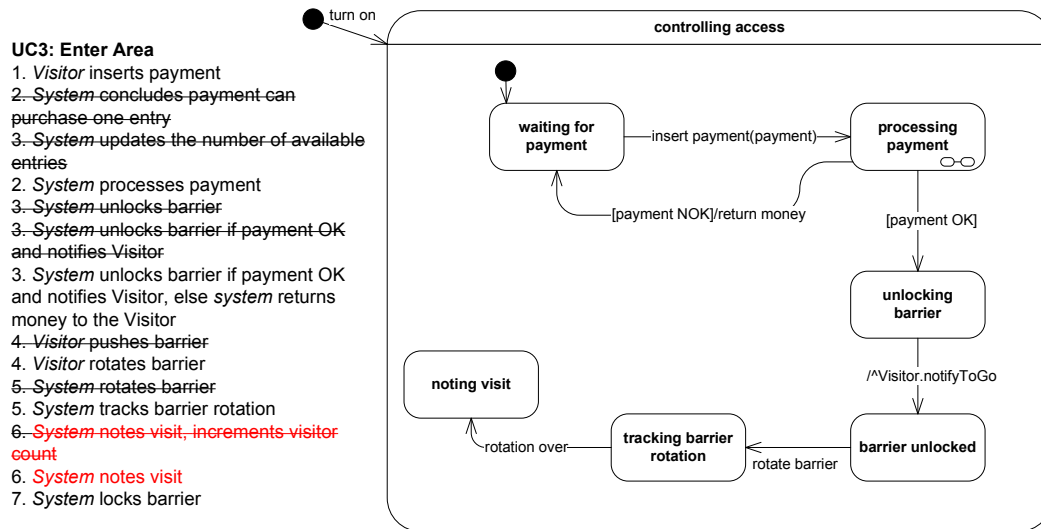 turn on
controlling access
UC3: Enter Area
1. Visitor inserts payment
2. System concludes payment can
purchase one entry
3. System updates the number of available
entries
2. System processes payment
3. System unlocks barrier
3. System unlocks barrier if payment OK
and notifies Visitor
3. System unlocks barrier if payment OK
and notifies Visitor, else system returns
money to the Visitor
4. Visitor pushes barrier
4. Visitor rotates barrier
5. System rotates barrier
5. System tracks barrier rotation
6. System notes visit, increments visitor
count
6. System notes visit
7. System locks barrier
waiting for
payment
insert payment(payment)
processing
payment
[payment NOK]/return money
[payment OK]
unlocking
barrier
/^Visitor.notifyToGo
noting visit
rotation over
tracking barrier
rotation
rotate barrier
barrier unlocked